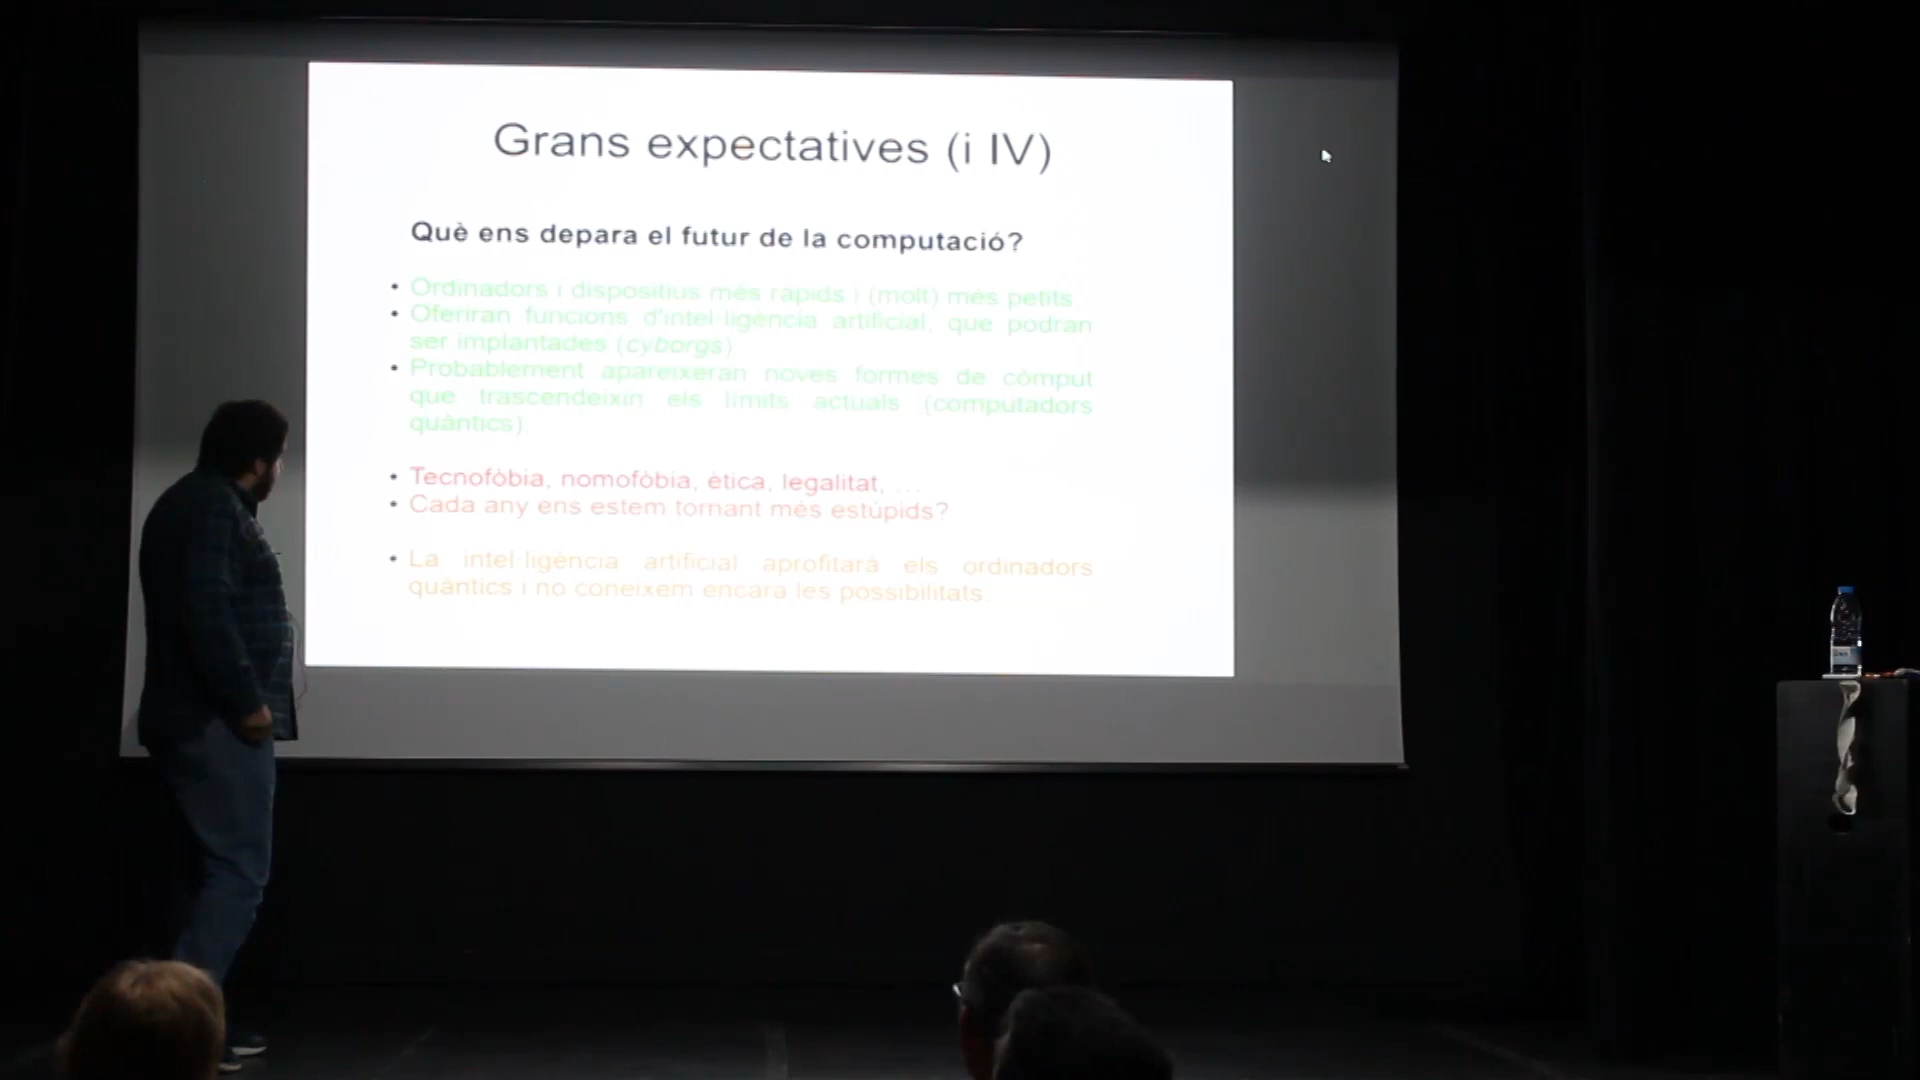 Grans expectatives (i IV)
Què ens depara el futur de la computació?
• Ordinadors i dispositius més ràpids i (molt) més petits.
• Oferiran funcions d'intel·ligència artificial, que podran
ser implantades (cyborgs)
• Probablement apareixeran noves formes de còmput
que trascendeixin els límits actuals (computadors
quàntics).
• Tecnofòbia, nomofòbia, ètica, legalitat, ...
• Cada any ens estem tornant més estúpids?
• La intel·ligència artificial aprofitarà els ordinadors
quàntics i no coneixem encara les possibilitats.